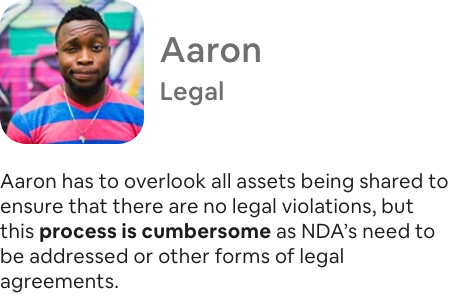 Aaron
Legal
Aaron has to overlook all assets being shared to
ensure that there are no legal violations, but
this process is cumbersome as NDA’s need to
be addressed or other forms of legal
agreements.